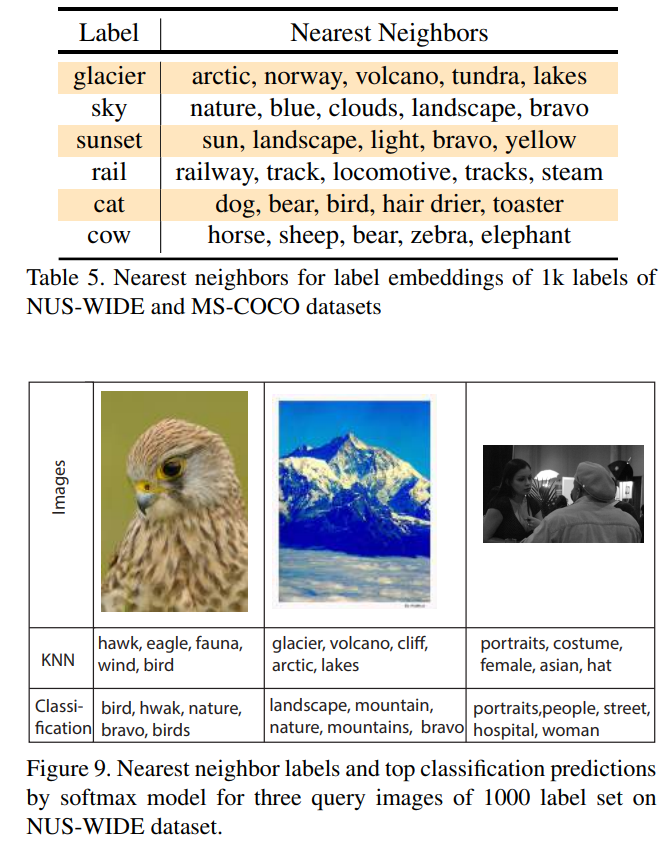 Label Nearest Neighbors
glacier arctic, norway, volcano, tundra, lakes
sky nature, blue, clouds, landscape, bravo
sunset sun, landscape, light, bravo, yellow
rail railway, track, locomotive, tracks, steam
cat dog, bear, bird, hair drier, toaster
cow horse, sheep, bear, zebra, elephant
Table 5. Nearest neighbors for label embeddings of 1k labels of
NUS-WIDE and MS-COCO datasets
Images
KNN
hawk, eagle, fauna,
wind, bird
glacier, volcano, cliff,
arctic, lakes
portraits, costume,
female, asian, hat
Classi-
fication
bird, hwak, nature,
bravo, birds
landscape, mountain,
nature, mountains, bravo
portraits,people, street,
hospital, woman
Figure 9. Nearest neighbor labels and top classification predictions
by softmax model for three query images of 1000 label set on
NUS-WIDE dataset.